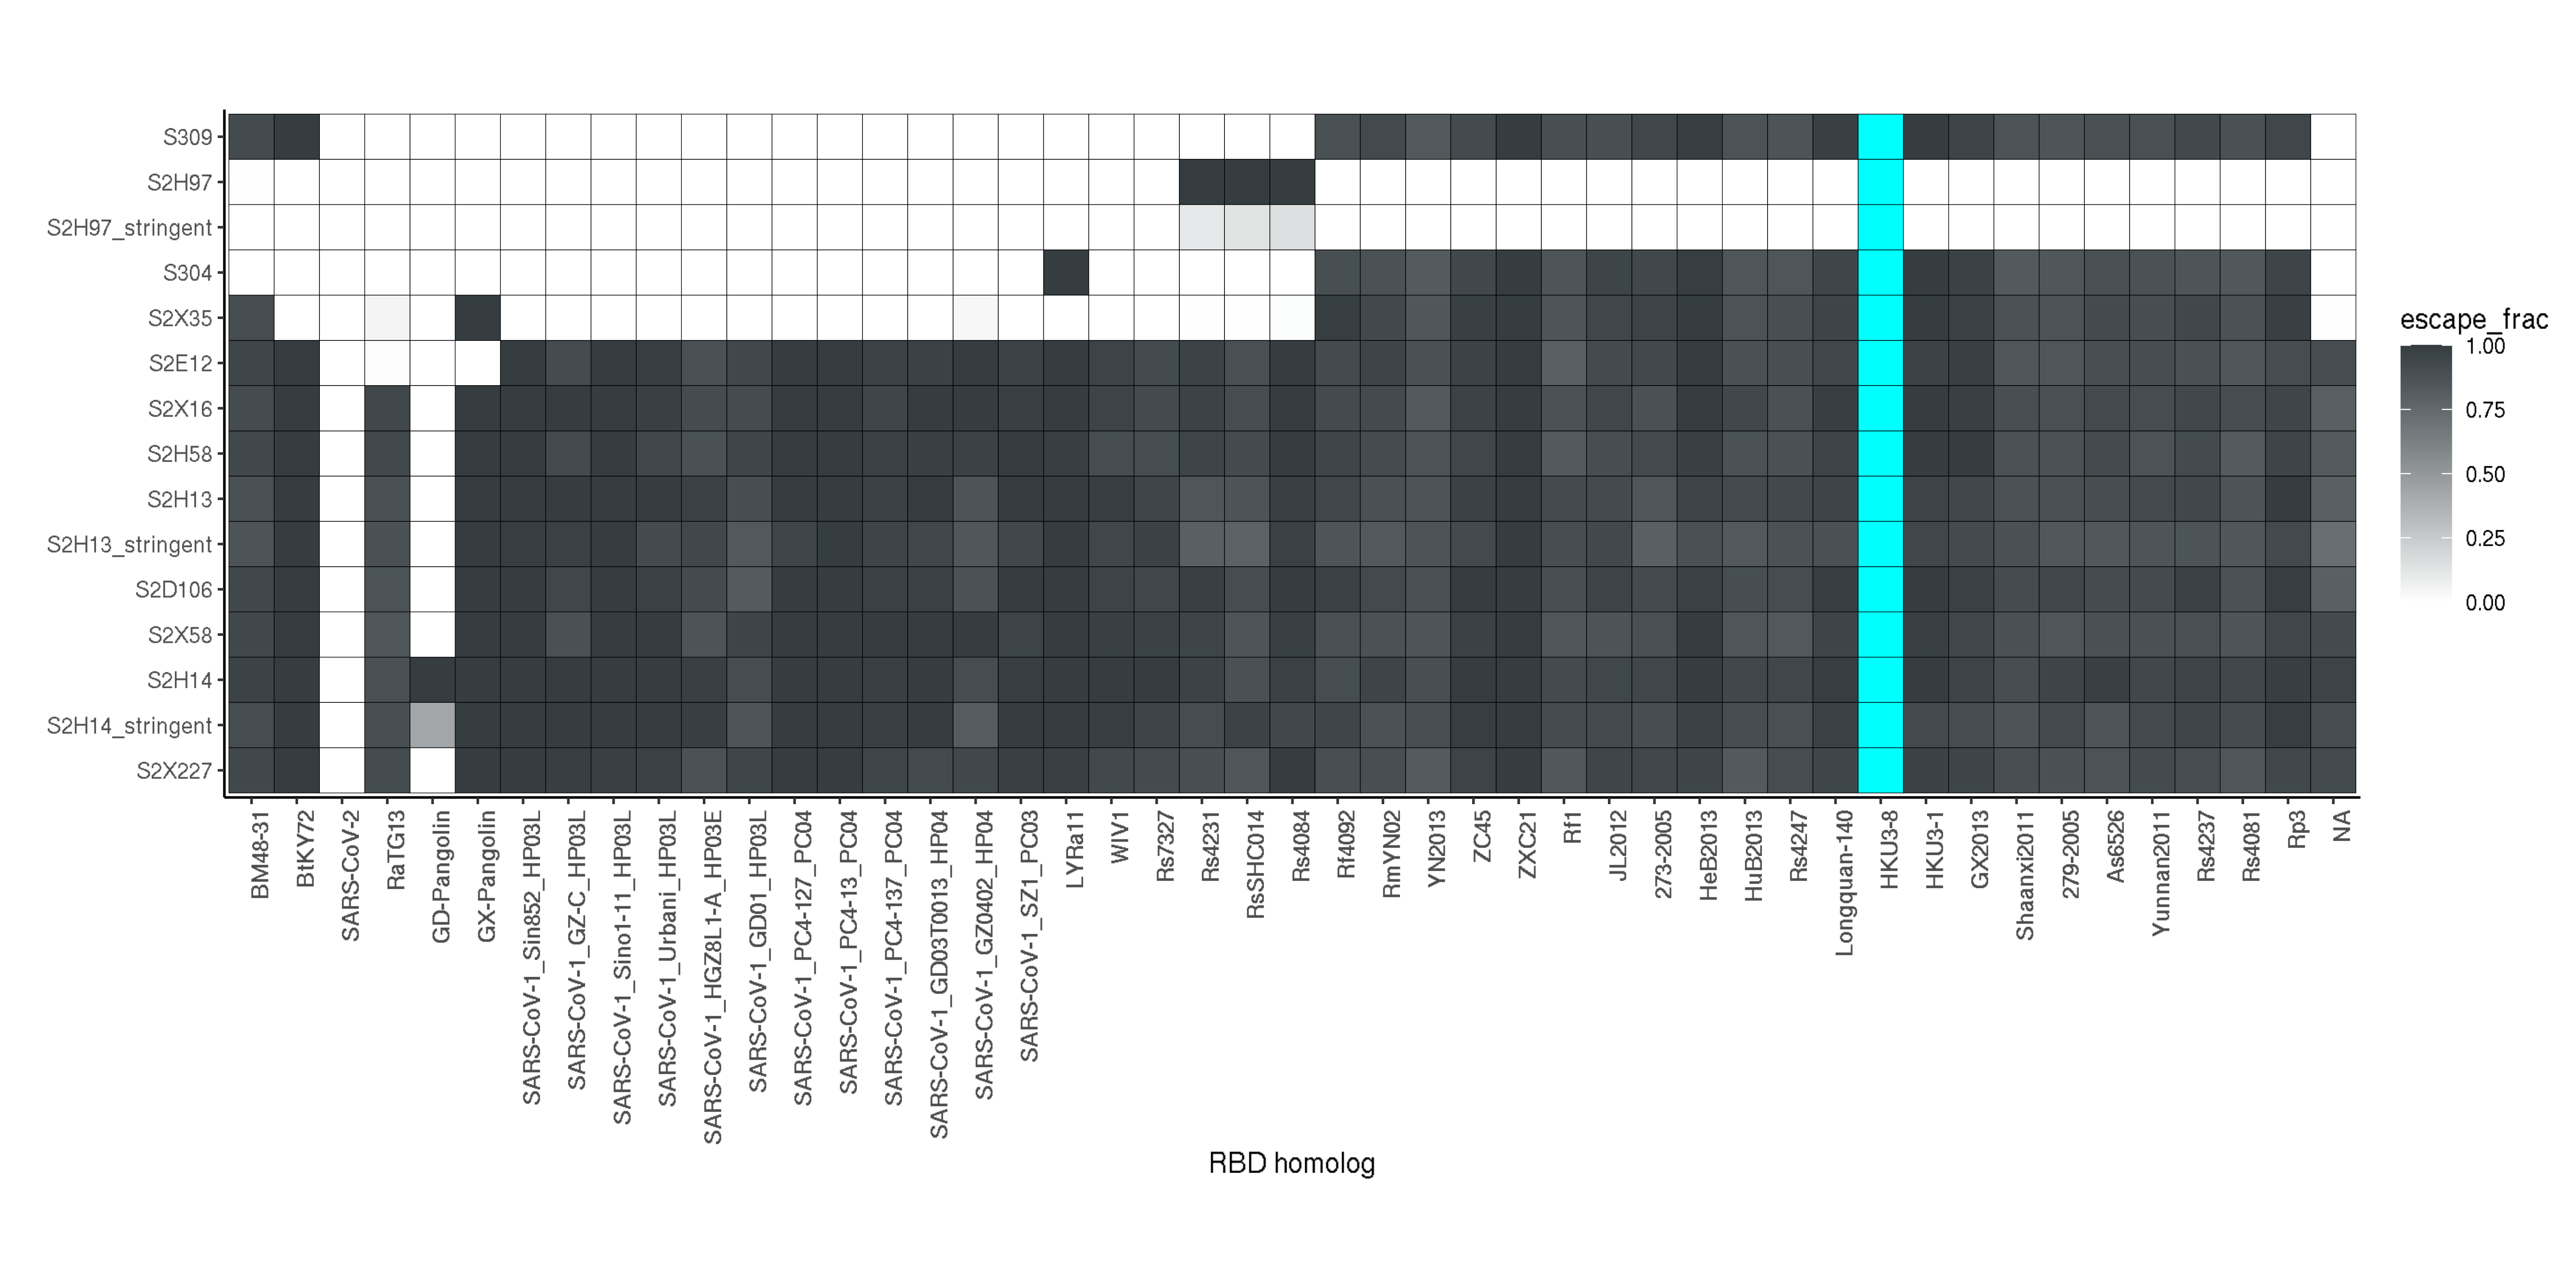 S309
S2H97
S2H97_stringent
S304
S2X35
S2E12
S2X16
S2H58
S2H13
S2H13_stringent
S2D106
S2X58
S2H14
S2H14_stringent
S2X227
BM48-31
BtKY72
SARS-CoV-2
RaTG13
GD-Pangolin
GX-Pangolin
SARS-CoV-1_Sin852_HP03L
SARS-CoV-1_GZ-C_HP03L
SARS-CoV-1_Sino1-11_HP03L
SARS-CoV-1_Urbani_HP03L
SARS-CoV-1_HGZ8L1-A_HP03E
SARS-CoV-1_GD01_HP03L
SARS-CoV-1_PC4-127_PC04
SARS-CoV-1_PC4-13_PC04
SARS-CoV-1_PC4-137_PC04
SARS-CoV-1_GD03T0013_HP04
SARS-CoV-1_GZ0402_HP04
SARS-CoV-1_SZ1_PC03
LYRa11
WIV1
Rs7327
Rs4231
RsSHC014
Rs4084
Rf4092
RmYN02
YN2013
ZC45
ZXC21
Rf1
JL2012
273-2005
HeB2013
HuB2013
Rs4247
Longquan-140
HKU3-8
HKU3-1
GX2013
Shaanxi2011
279-2005
As6526
Yunnan2011
Rs4237
Rs4081
Rp3
NA
RBD homolog
escape_frac
1.00
0.75
0.50
0.25
0.00